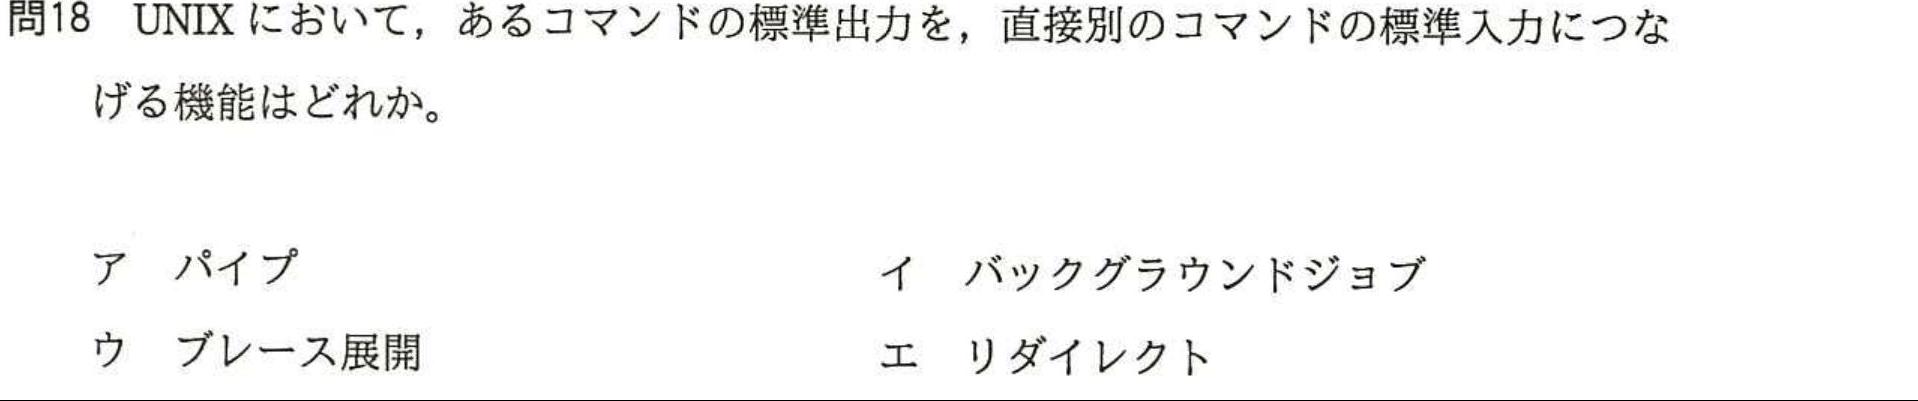 問18 UNIX において，あるコマンドの標準出力を，直接別のコマンドの標準入力につな
げる機能はどれか。
ア パイプ イ バックグラウンドジョブ
ウ ブレース展開 エ リダイレクト